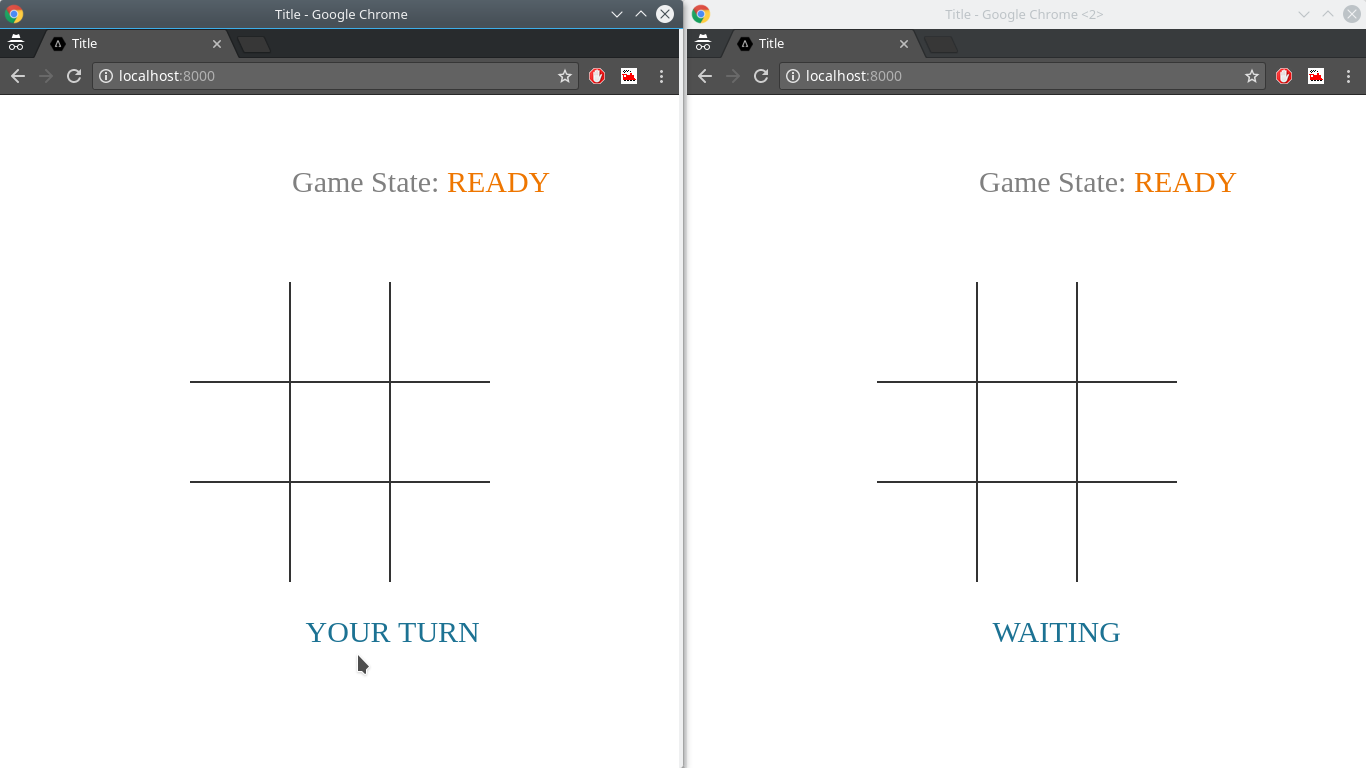 Title - Google Chrome
Title
localhost:8000
Game State: READY
YOUR TURN
Title - Google Chrome <2>
Title
localhost:8000
Game State: READY
WAITING